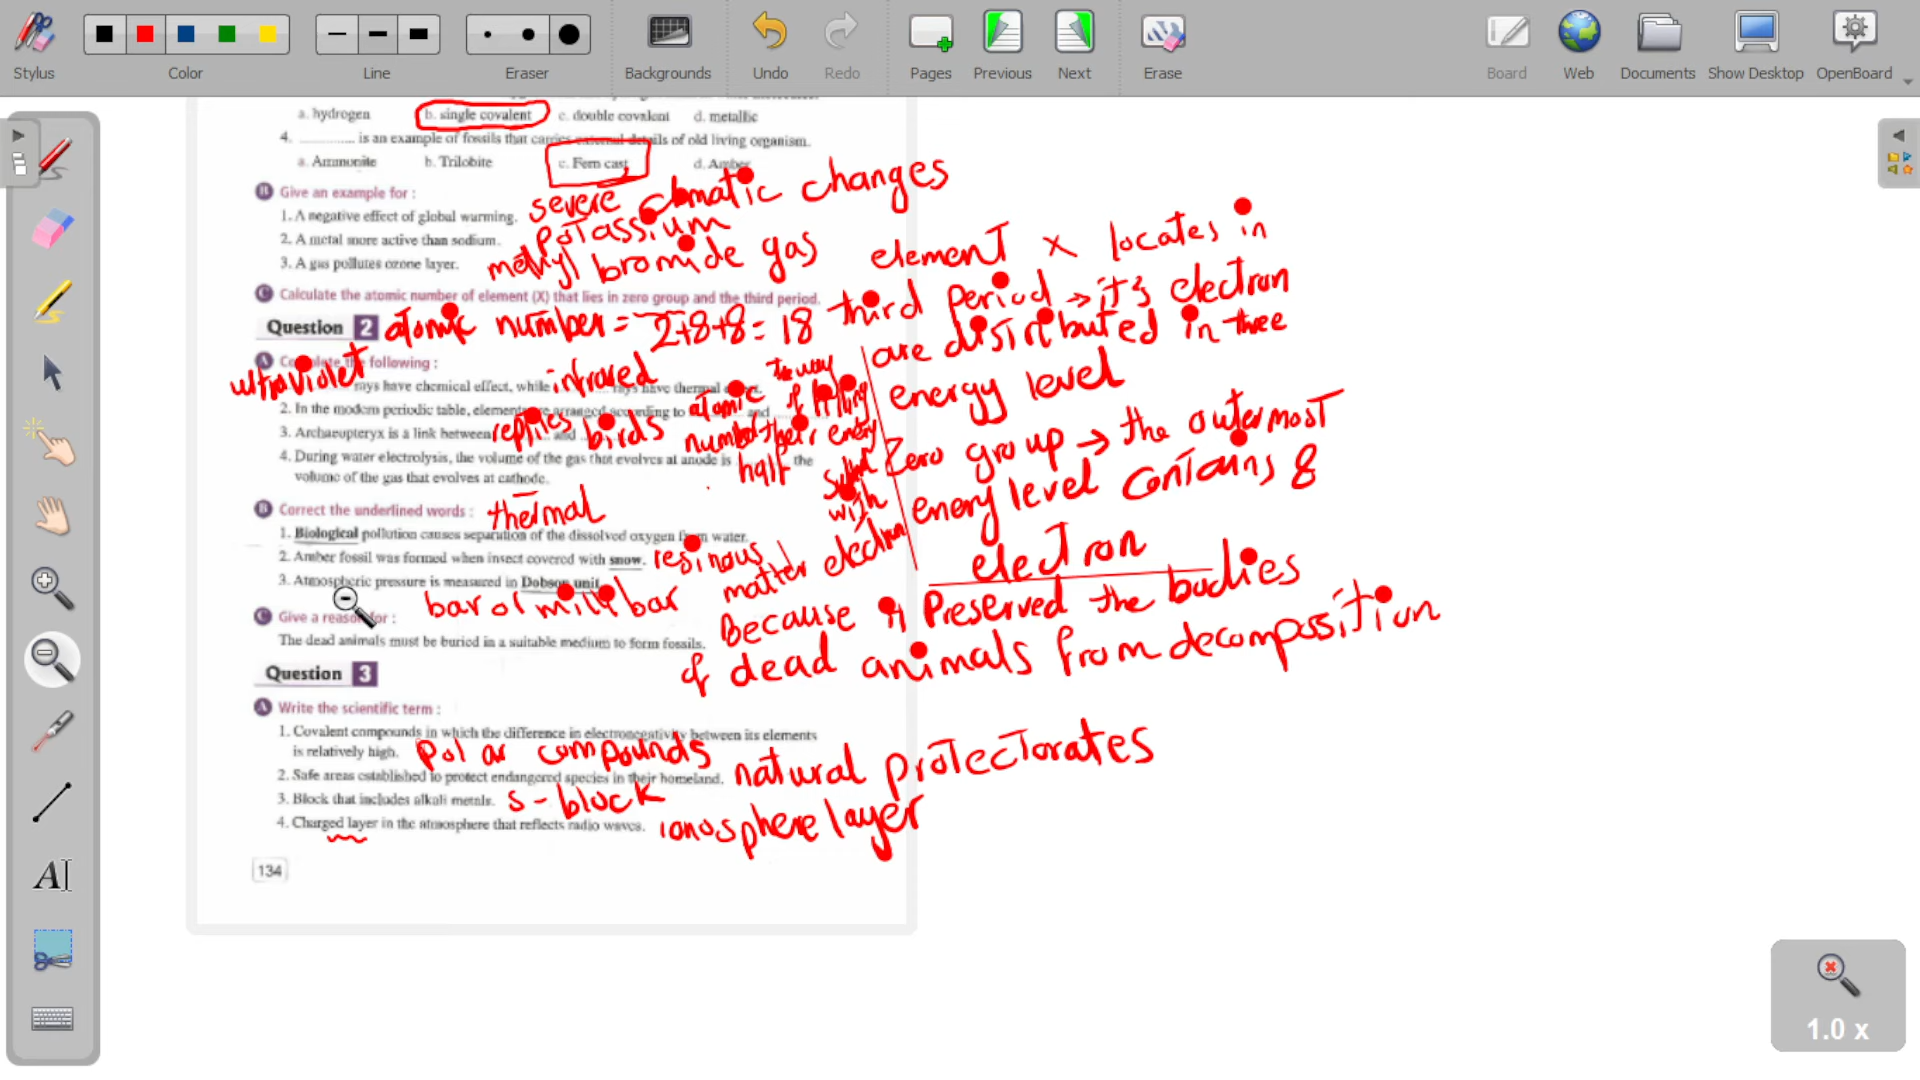 Stylus
Color
Line
Eraser
Backgrounds
Undo
Redo
Pages
Previous
Next
Erase
Board
Web
Documents
Show Desktop
OpenBoard
a. hydrogen b. single covalent c. double covalent d. metallic
4. ............ is an example of fossils that carries external details of old living organism.
a. Ammonite b. Trilobite c. Fern cast d. Amber
B Give an example for :
severe climatic changes
1. A negative effect of global warming.
potassium
2. A metal more active than sodium.
methyl bromide gas
3. A gas pollutes ozone layer.
C Calculate the atomic number of element (X) that lies in zero group and the third period.
element X locates in
third period → it's electron
are distributed in three
energy level
Zero group → the outermost
energy level contains 8
electron
Question 2
atomic number = 2+8+8 = 18
A Complete the following :
ultraviolet rays have chemical effect, while infrared rays have thermal effect.
2. In the modern periodic table, elements are arranged according to and
atomic number
the way of filling their energy
with electron
3. Archaeopteryx is a link between reptiles and birds
4. During water electrolysis, the volume of the gas that evolves at anode is half the
volume of the gas that evolves at cathode.
B Correct the underlined words :
thermal
1. Biological pollution causes separation of the dissolved oxygen from water.
2. Amber fossil was formed when insect covered with snow.
resinous matter
3. Atmospheric pressure is measured in Dobson unit
bar or millibar
C Give a reason for :
The dead animals must be buried in a suitable medium to form fossils.
Because it Preserved the bodies
of dead animals from decompossition
Question 3
A Write the scientific term :
1. Covalent compounds in which the difference in electronegativity between its elements
is relatively high.
Polar compounds
2. Safe areas established to protect endangered species in their homeland.
natural protectorates
3. Block that includes alkali metals.
s-block
4. Charged layer in the atmosphere that reflects radio waves.
ionosphere layer
134
1.0 x